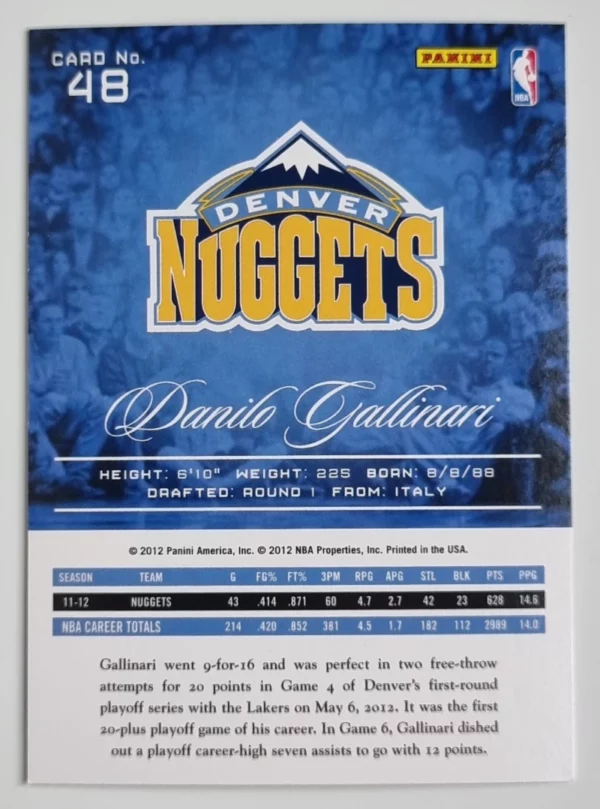 CARD No.
48
PANINI
NBA
DENVER
NUGGETS
Danilo Gallinari
HEIGHT: 6'10" WEIGHT: 225 BORN: 8/8/88
DRAFTED: ROUND 1 FROM: ITALY
© 2012 Panini America, Inc. © 2012 NBA Properties, Inc. Printed in the USA.
SEASON TEAM G FG% FT% 3PM RPG APG STL BLK PTS PPG
11-12 NUGGETS 43 .414 .871 60 4.7 2.7 42 23 628 14.6
NBA CAREER TOTALS 214 .420 .852 381 4.5 1.7 182 112 2989 14.0
Gallinari went 9-for-16 and was perfect in two free-throw
attempts for 20 points in Game 4 of Denver's first-round
playoff series with the Lakers on May 6, 2012. It was the first
20-plus playoff game of his career. In Game 6, Gallinari dished
out a playoff career-high seven assists to go with 12 points.